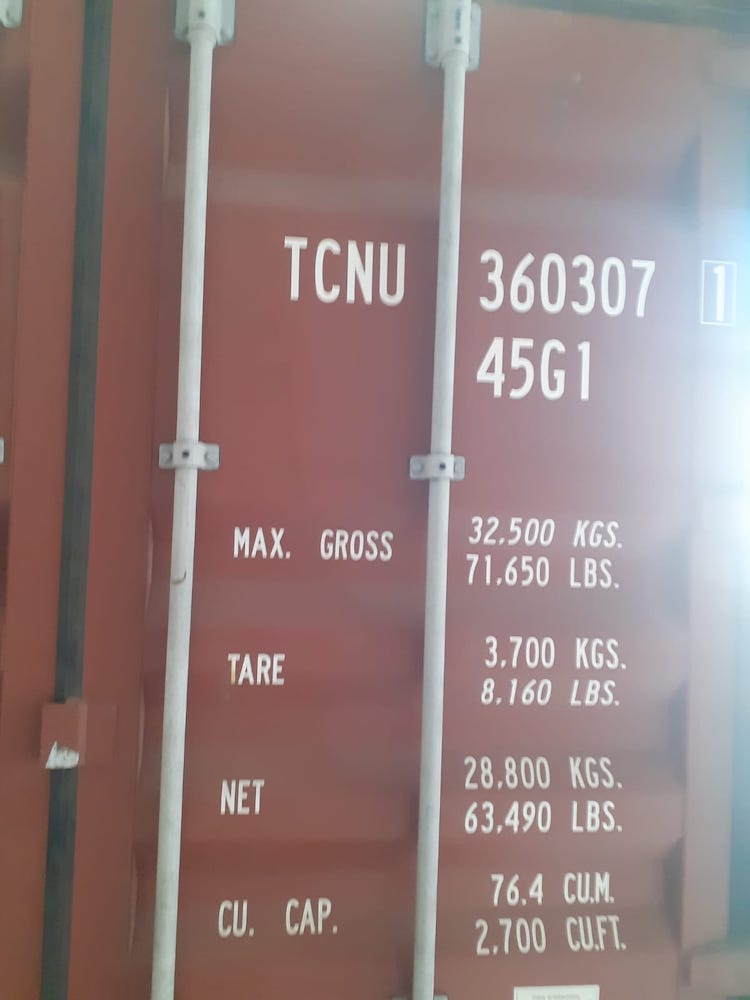 TCNU 360307 1
45G1
MAX. GROSS 32,500 KGS.
71,650 LBS.
TARE 3,700 KGS.
8,160 LBS.
NET 28,800 KGS.
63,490 LBS.
CU. CAP. 76.4 CU.M.
2,700 CU.FT.